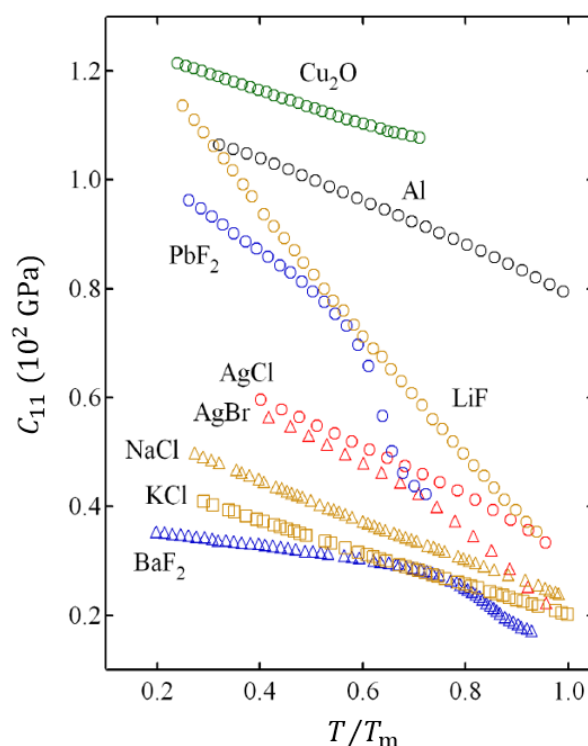 1.2
1.0
0.8
0.6
0.4
0.2
C₁₁ (10² GPa)
Cu₂O
Al
PbF₂
AgCl
AgBr
LiF
NaCl
KCl
BaF₂
0.2 0.4 0.6 0.8 1.0
T/Tₘ